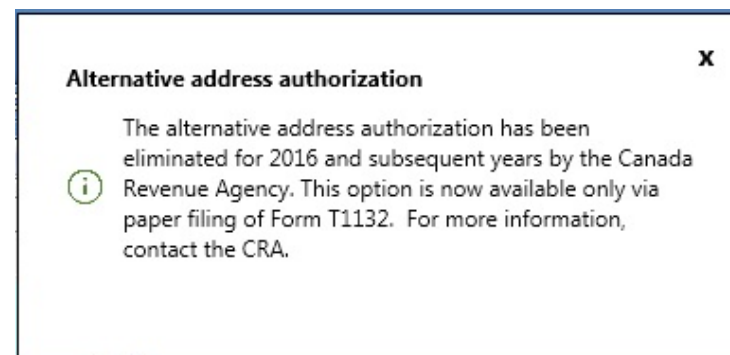 x
Alternative address authorization
The alternative address authorization has been
eliminated for 2016 and subsequent years by the Canada
Revenue Agency. This option is now available only via
paper filing of Form T1132.  For more information,
contact the CRA.